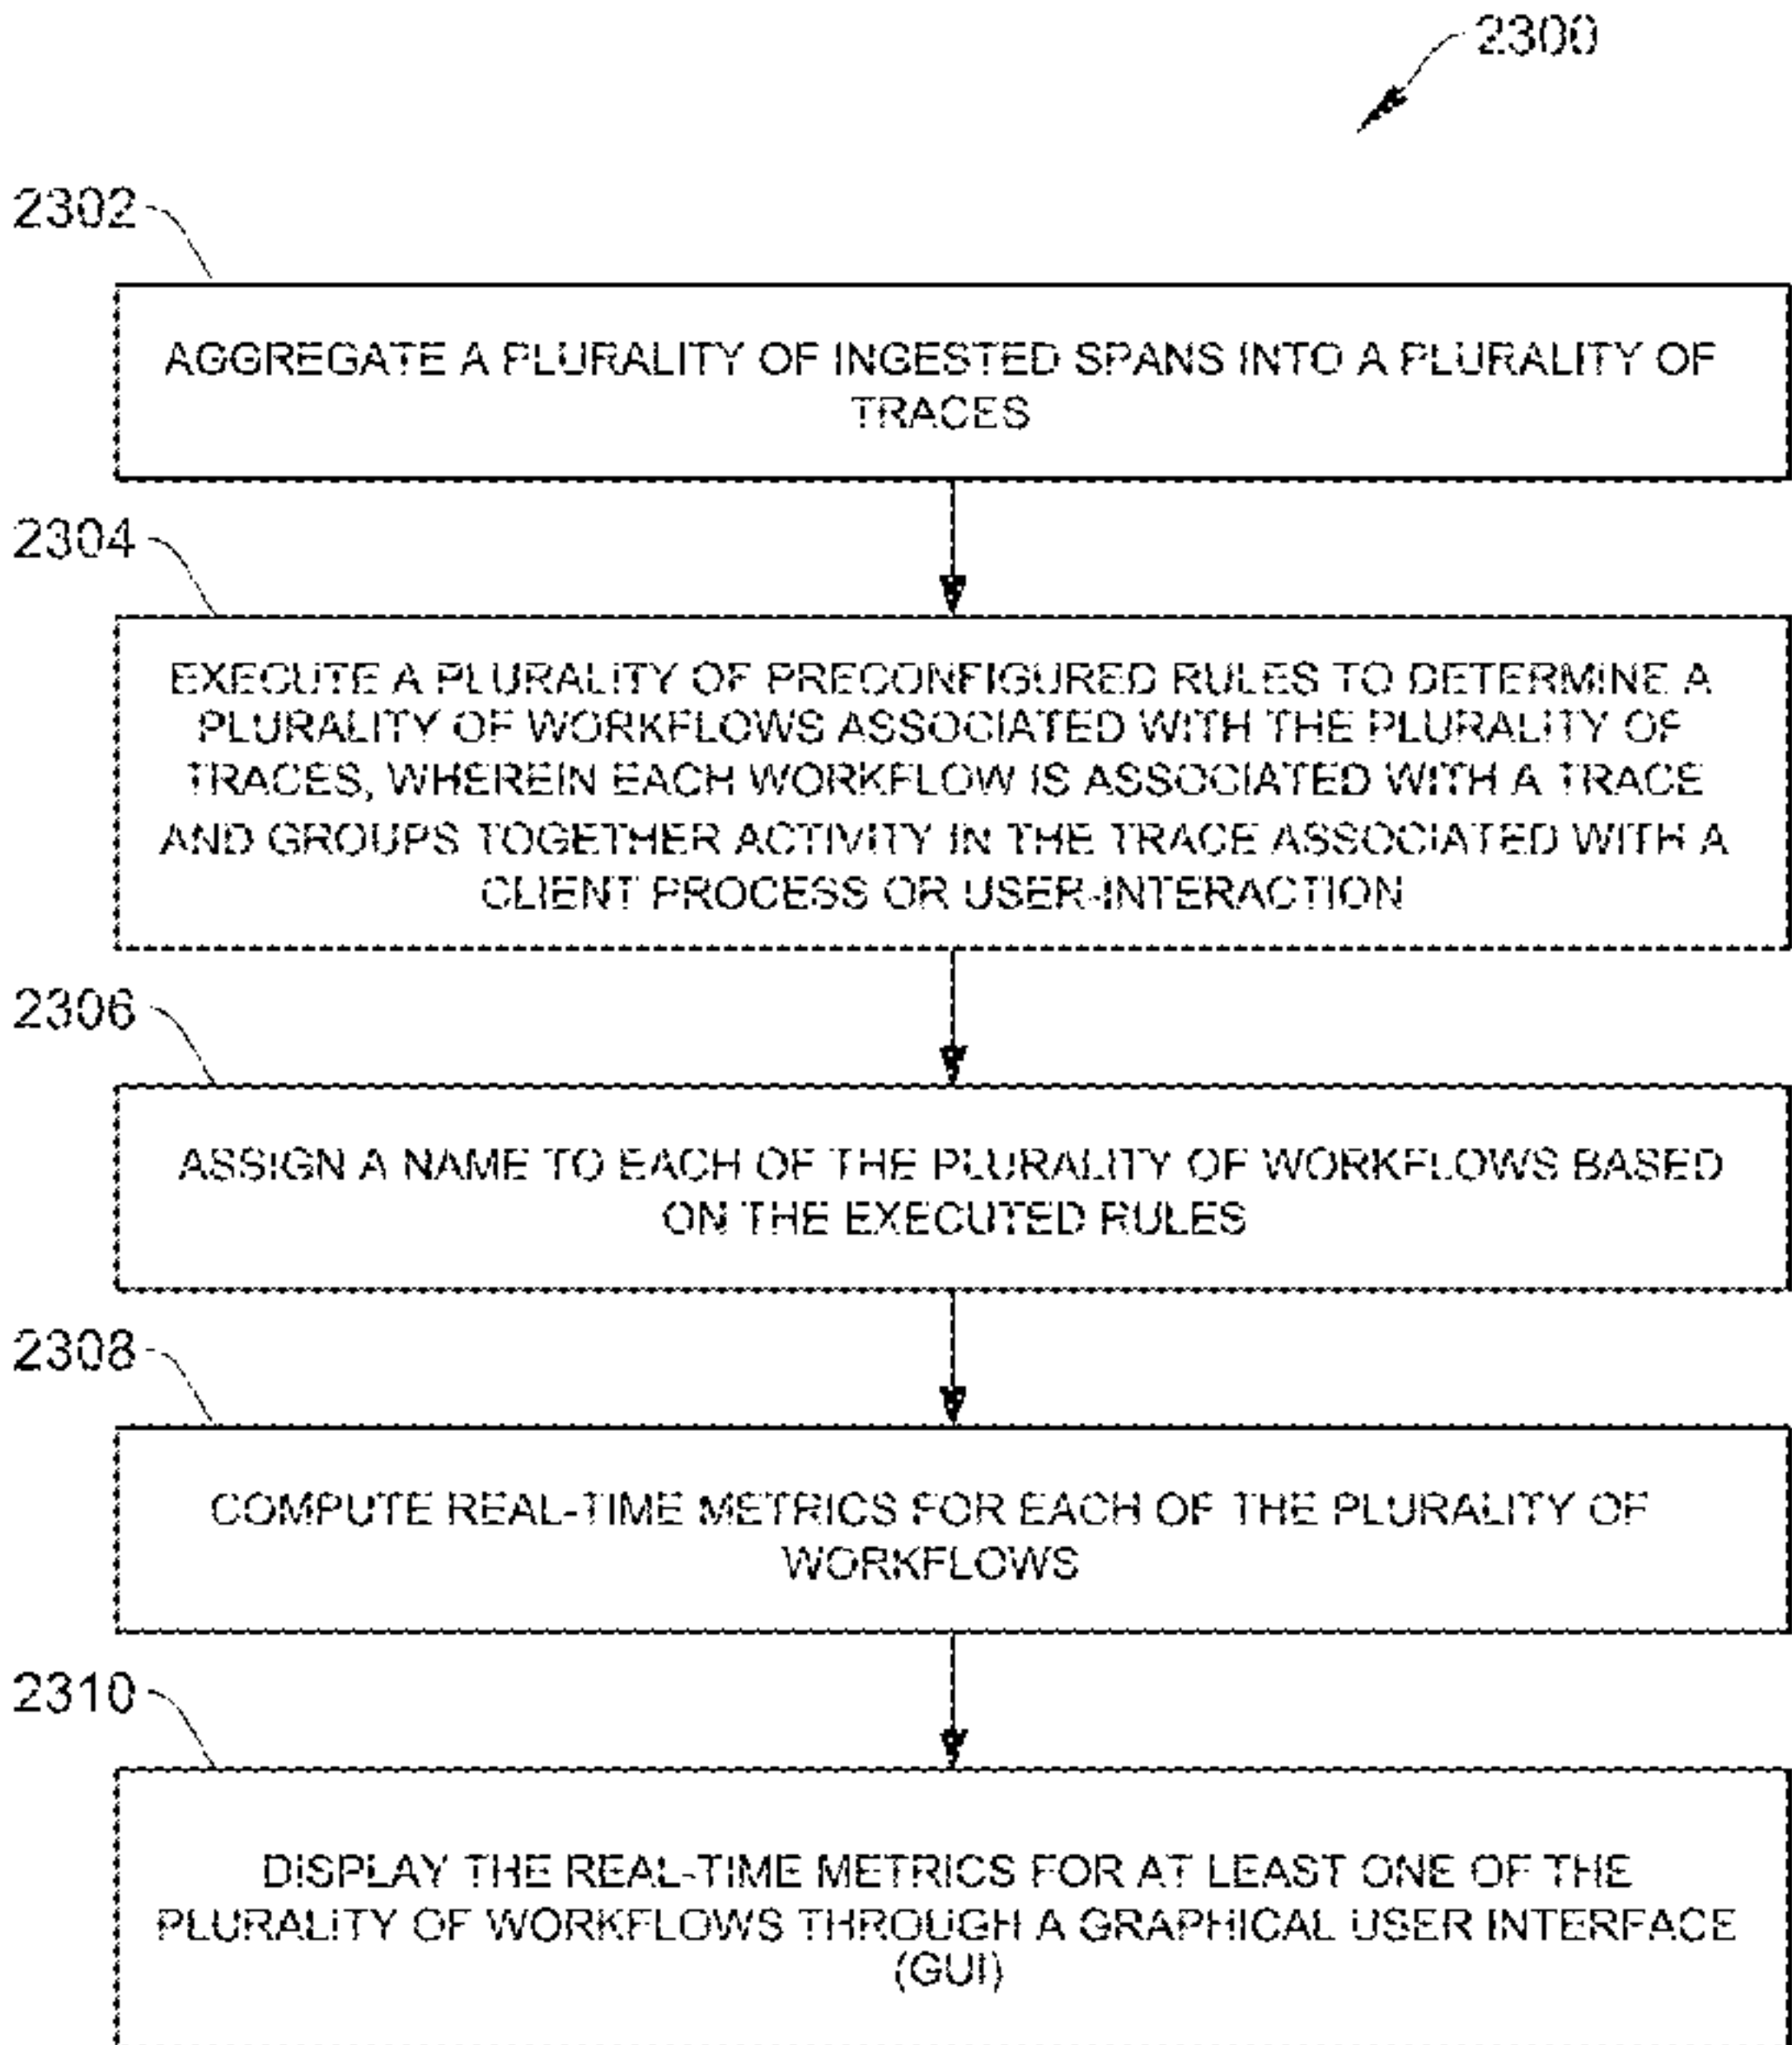 2300
2302
AGGREGATE A PLURALITY OF INGESTED SPANS INTO A PLURALITY OF
TRACES
2304
EXECUTE A PLURALITY OF PRECONFIGURED RULES TO DETERMINE A
PLURALITY OF WORKFLOWS ASSOCIATED WITH THE PLURALITY OF
TRACES, WHEREIN EACH WORKFLOW IS ASSOCIATED WITH A TRACE
AND GROUPS TOGETHER ACTIVITY IN THE TRACE ASSOCIATED WITH A
CLIENT PROCESS OR USER-INTERACTION
2306
ASSIGN A NAME TO EACH OF THE PLURALITY OF WORKFLOWS BASED
ON THE EXECUTED RULES
2308
COMPUTE REAL-TIME METRICS FOR EACH OF THE PLURALITY OF
WORKFLOWS
2310
DISPLAY THE REAL-TIME METRICS FOR AT LEAST ONE OF THE
PLURALITY OF WORKFLOWS THROUGH A GRAPHICAL USER INTERFACE
(GUI)